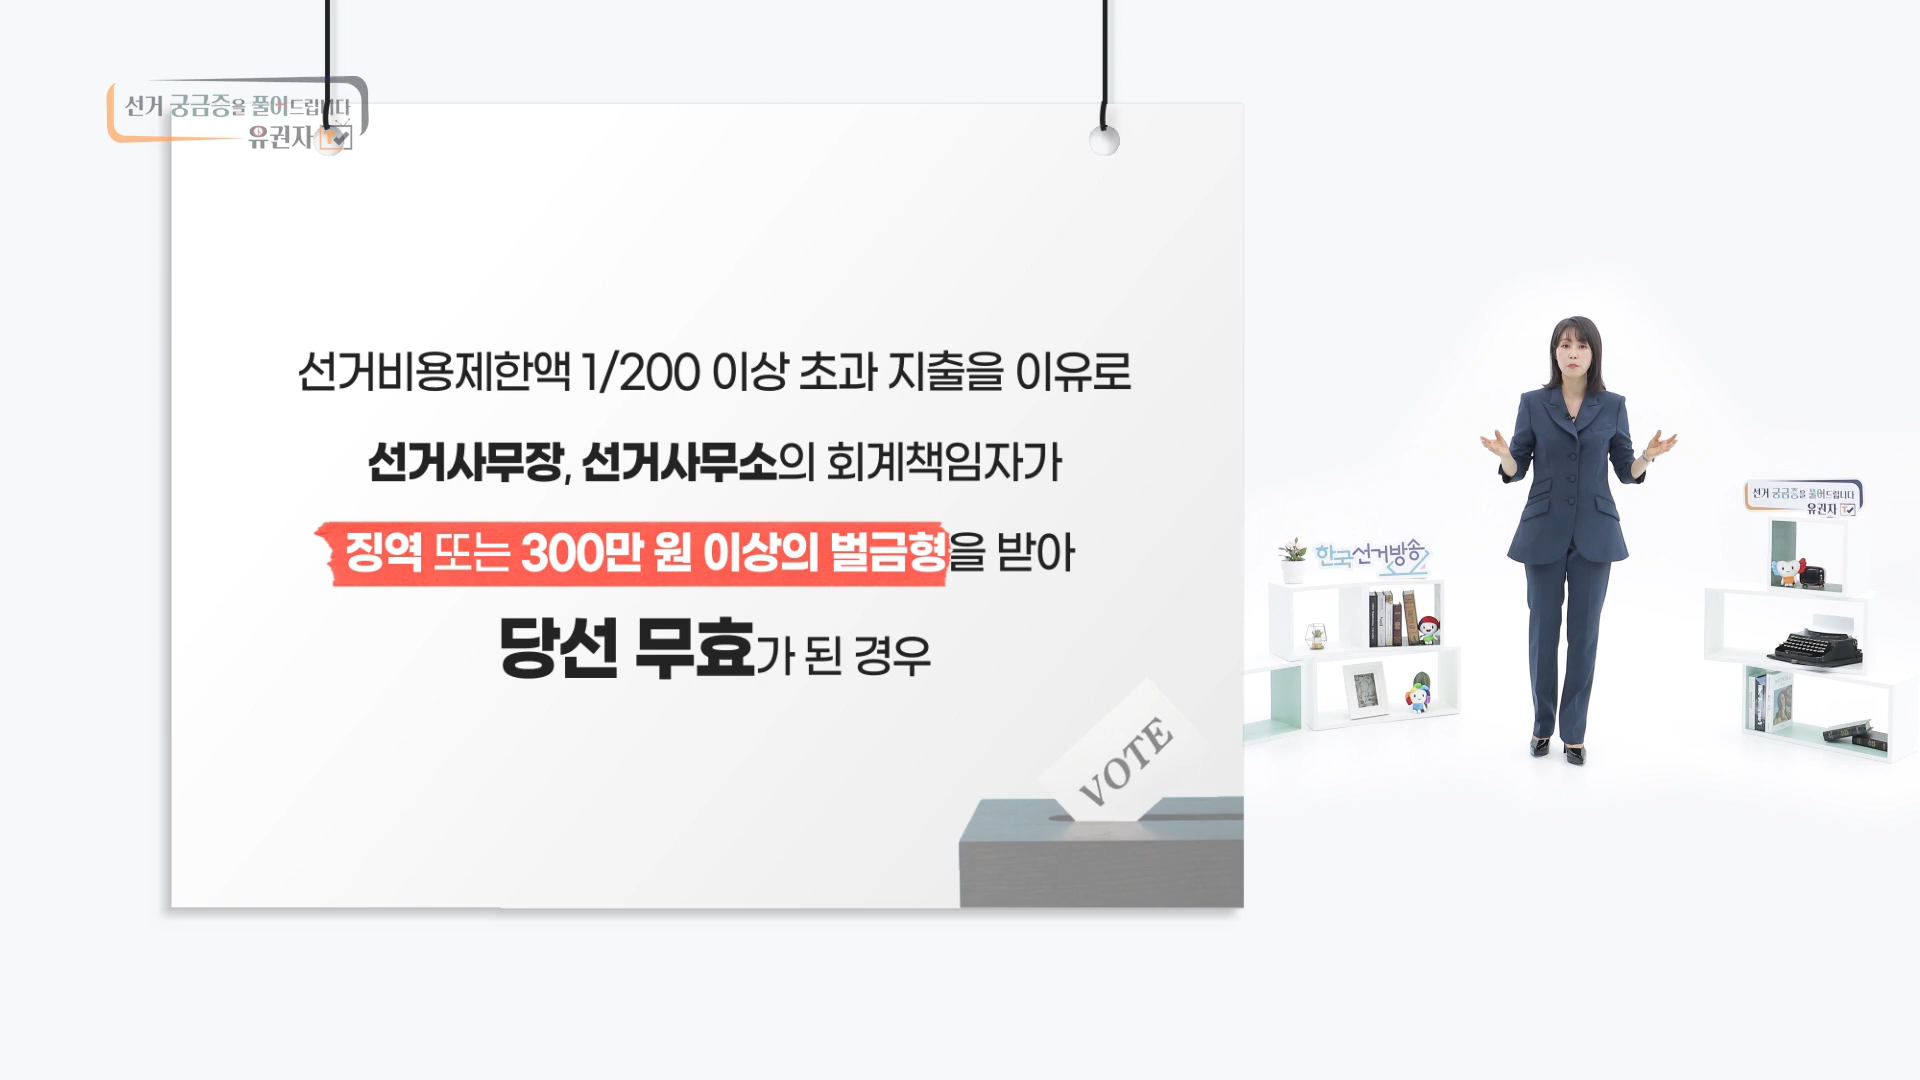 선거 궁금증을 풀어드립니다
유권자
선거비용제한액 1/200 이상 초과 지출을 이유로
선거사무장, 선거사무소의 회계책임자가
징역 또는 300만 원 이상의 벌금형을 받아
당선 무효가 된 경우
VOTE
한국선거방송
선거 궁금증을 풀어드립니다
유권자